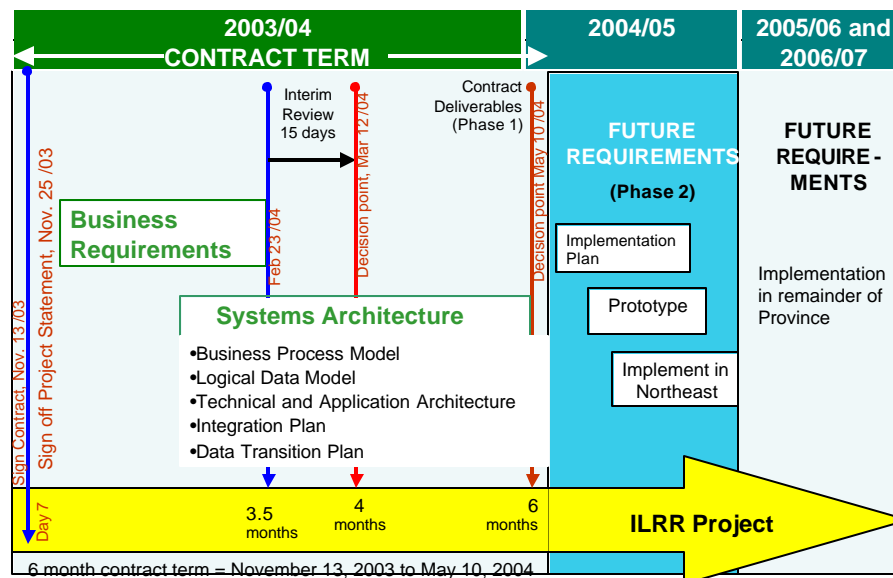 2003/04
CONTRACT TERM
2004/05
2005/06 and
2006/07
Sign Contract, Nov. 13 /03
Sign off Project Statement, Nov. 25 /03
Day 7
Business
Requirements
Interim
Review
15 days
Feb 23 /04
Decision point, Mar 12 /04
Contract
Deliverables
(Phase 1)
Decision point May 10 /04
Systems Architecture
•Business Process Model
•Logical Data Model
•Technical and Application Architecture
•Integration Plan
•Data Transition Plan
FUTURE
REQUIREMENTS
(Phase 2)
Implementation
Plan
Prototype
Implement in
Northeast
FUTURE
REQUIRE -
MENTS
Implementation
in remainder of
Province
3.5
months
4
months
6
months
ILRR Project
6 month contract term = November 13, 2003 to May 10, 2004